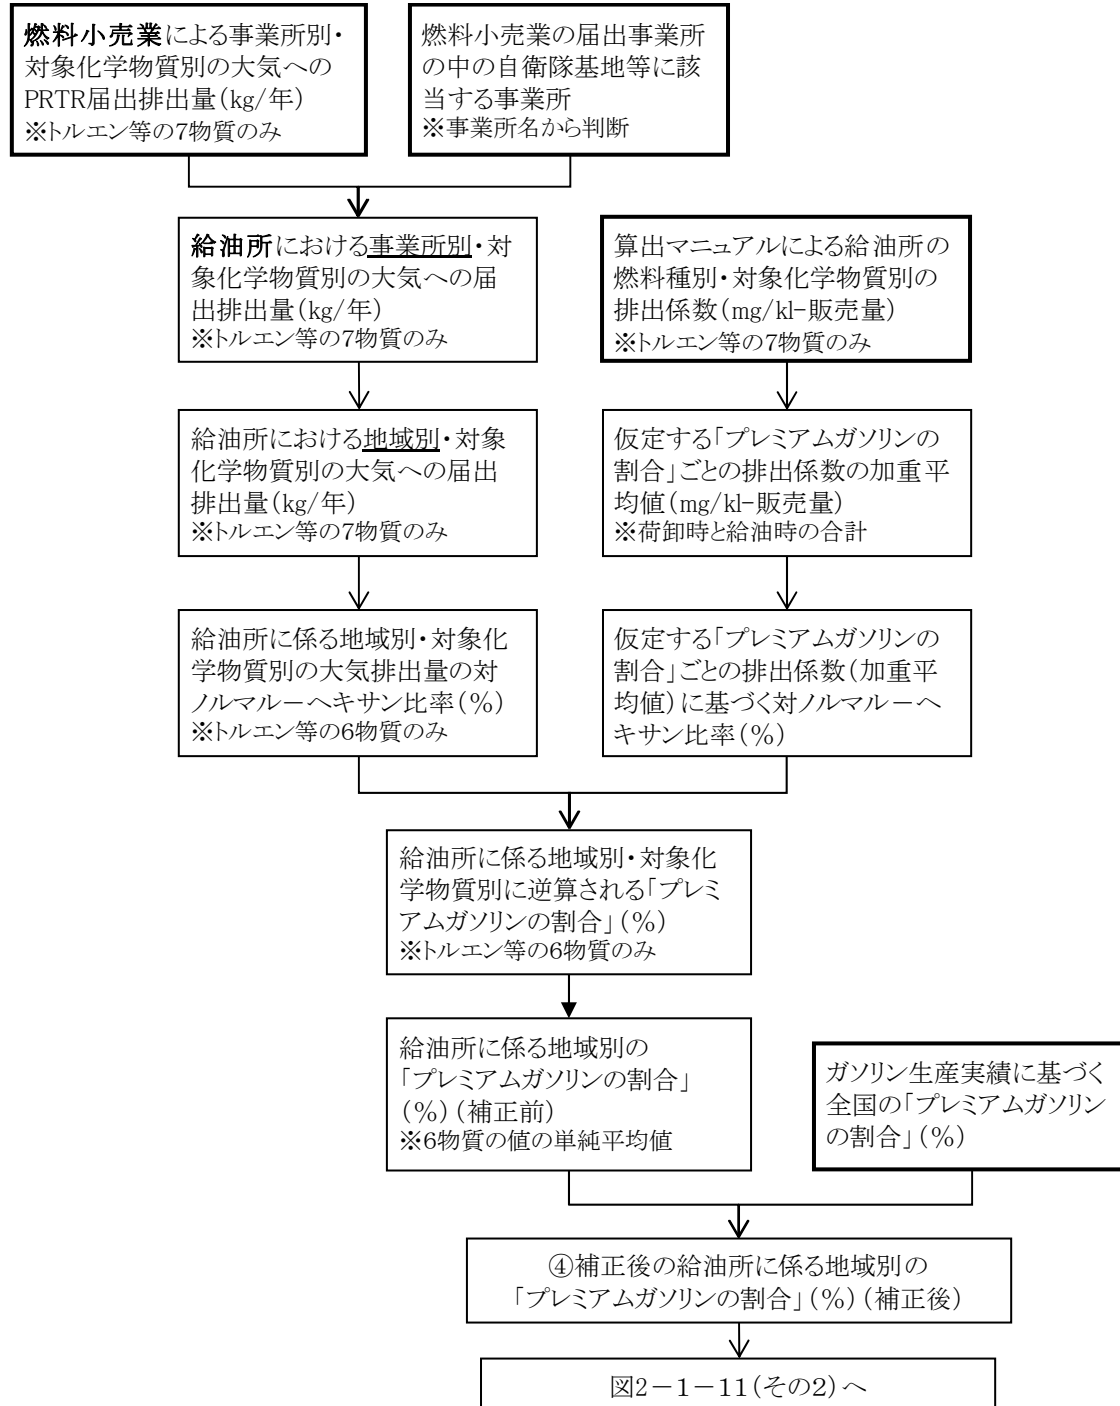 燃料小売業による事業所別・
対象化学物質別の大気への
PRTR届出排出量(kg/年)
※トルエン等の7物質のみ
燃料小売業の届出事業所
の中の自衛隊基地等に該
当する事業所
※事業所名から判断
給油所における事業所別・対
象化学物質別の大気への届
出排出量(kg/年)
※トルエン等の7物質のみ
算出マニュアルによる給油所の
燃料種別・対象化学物質別の
排出係数(mg/kl-販売量)
※トルエン等の7物質のみ
給油所における地域別・対象
化学物質別の大気への届出
排出量(kg/年)
※トルエン等の7物質のみ
仮定する「プレミアムガソリンの
割合」ごとの排出係数の加重平
均値(mg/kl-販売量)
※荷卸時と給油時の合計
給油所に係る地域別・対象化
学物質別の大気排出量の対
ノルマル-ヘキサン比率(%)
※トルエン等の6物質のみ
仮定する「プレミアムガソリンの
割合」ごとの排出係数(加重平
均値)に基づく対ノルマル-ヘ
キサン比率(%)
給油所に係る地域別・対象化
学物質別に逆算される「プレミ
アムガソリンの割合」(%)
※トルエン等の6物質のみ
給油所に係る地域別の
「プレミアムガソリンの割合」
(%)(補正前)
※6物質の値の単純平均値
ガソリン生産実績に基づく
全国の「プレミアムガソリン
の割合」(%)
④補正後の給油所に係る地域別の
「プレミアムガソリンの割合」(%)(補正後)
図2-1-11(その2)へ